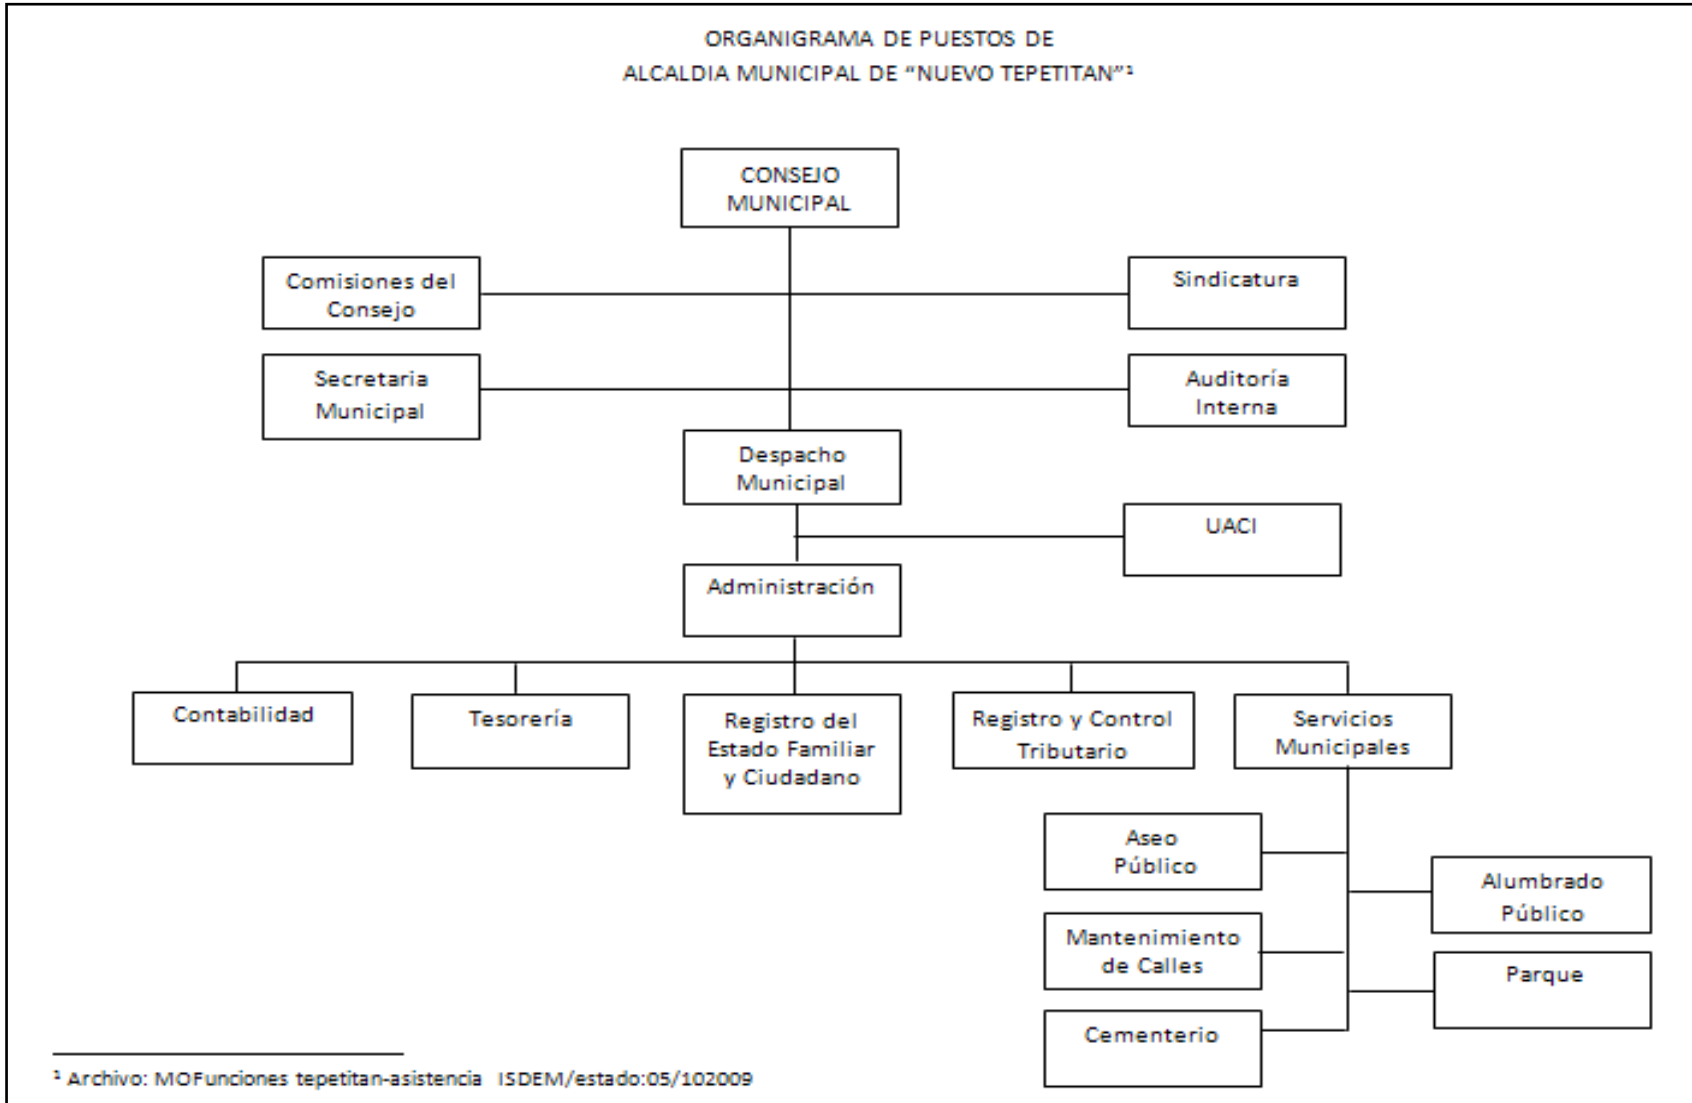 ORGANIGRAMA DE PUESTOS DE
ALCALDIA MUNICIPAL DE “NUEVO TEPETITAN”¹
CONSEJO
MUNICIPAL
Comisiones del
Consejo
Sindicatura
Secretaria
Municipal
Auditoría
Interna
Despacho
Municipal
UACI
Administración
Contabilidad
Tesorería
Registro del
Estado Familiar
y Ciudadano
Registro y Control
Tributario
Servicios
Municipales
Aseo
Público
Alumbrado
Público
Mantenimiento
de Calles
Parque
Cementerio
¹ Archivo: MOFunciones tepetitan-asistencia ISDEM/estado:05/102009